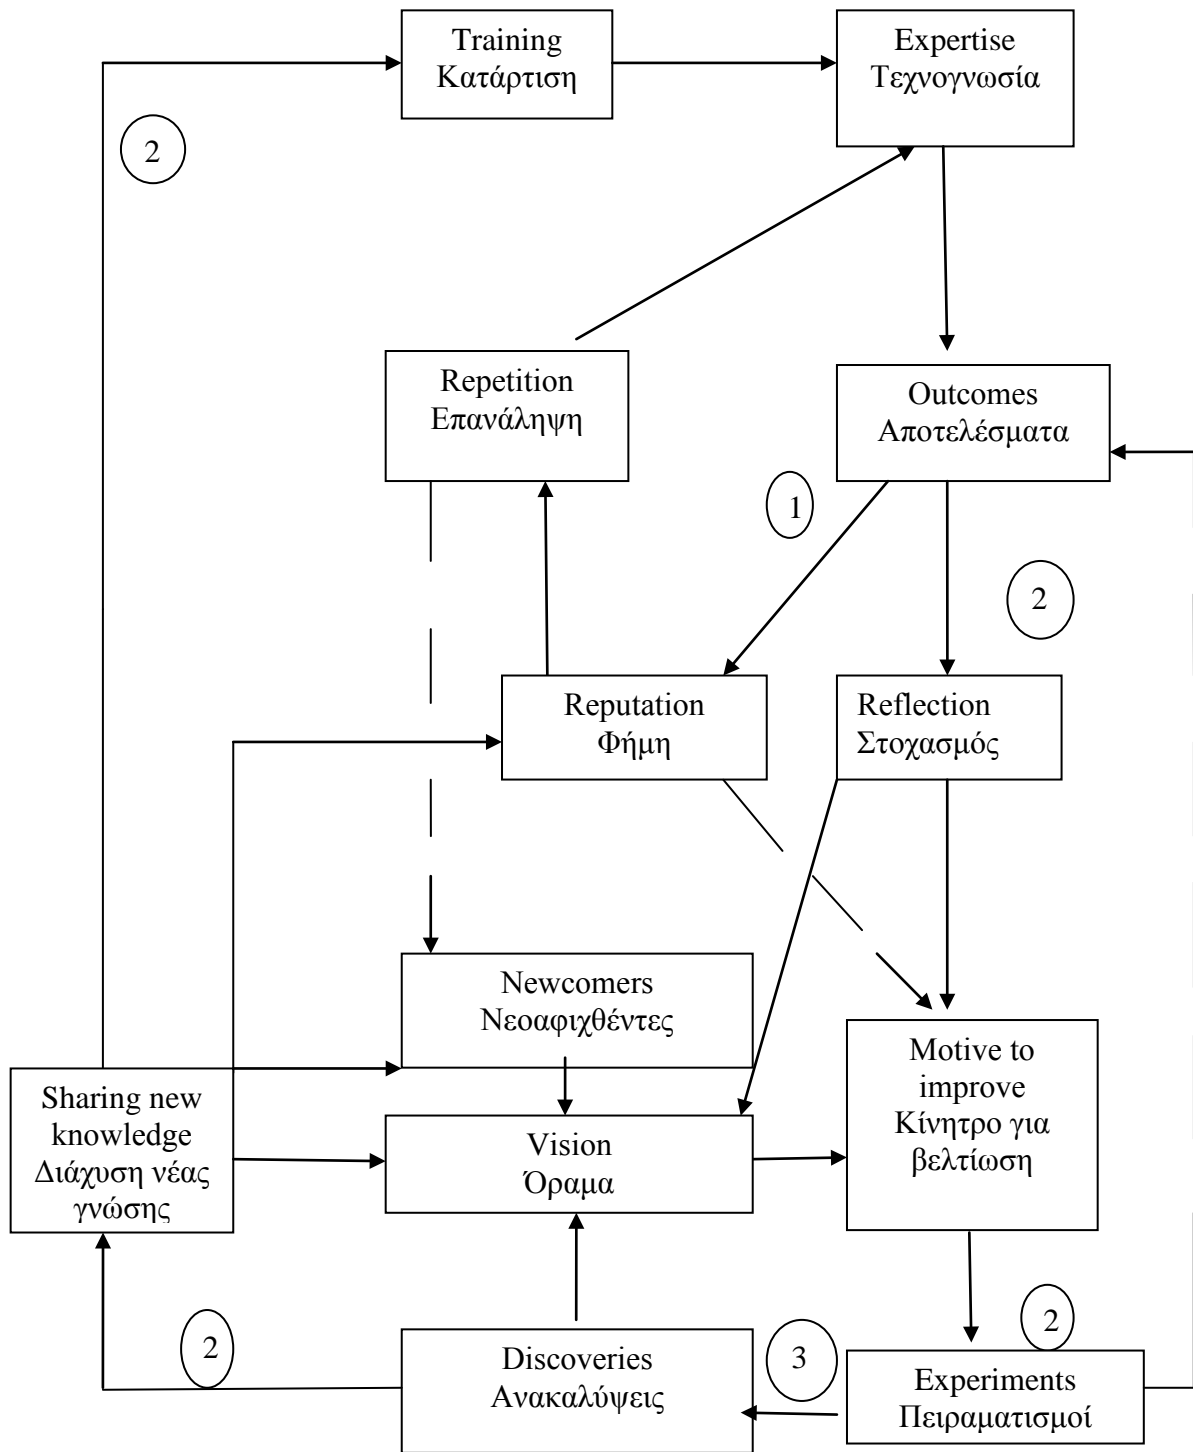 Training
Κατάρτιση
Expertise
Τεχνογνωσία
2
Repetition
Επανάληψη
Outcomes
Αποτελέσματα
1
2
Reputation
Φήμη
Reflection
Στοχασμός
Newcomers
Νεοαφιχθέντες
Sharing new
knowledge
Διάχυση νέας
γνώσης
Vision
Όραμα
Motive to
improve
Κίνητρο για
βελτίωση
2
Discoveries
Ανακαλύψεις
3
2
Experiments
Πειραματισμοί